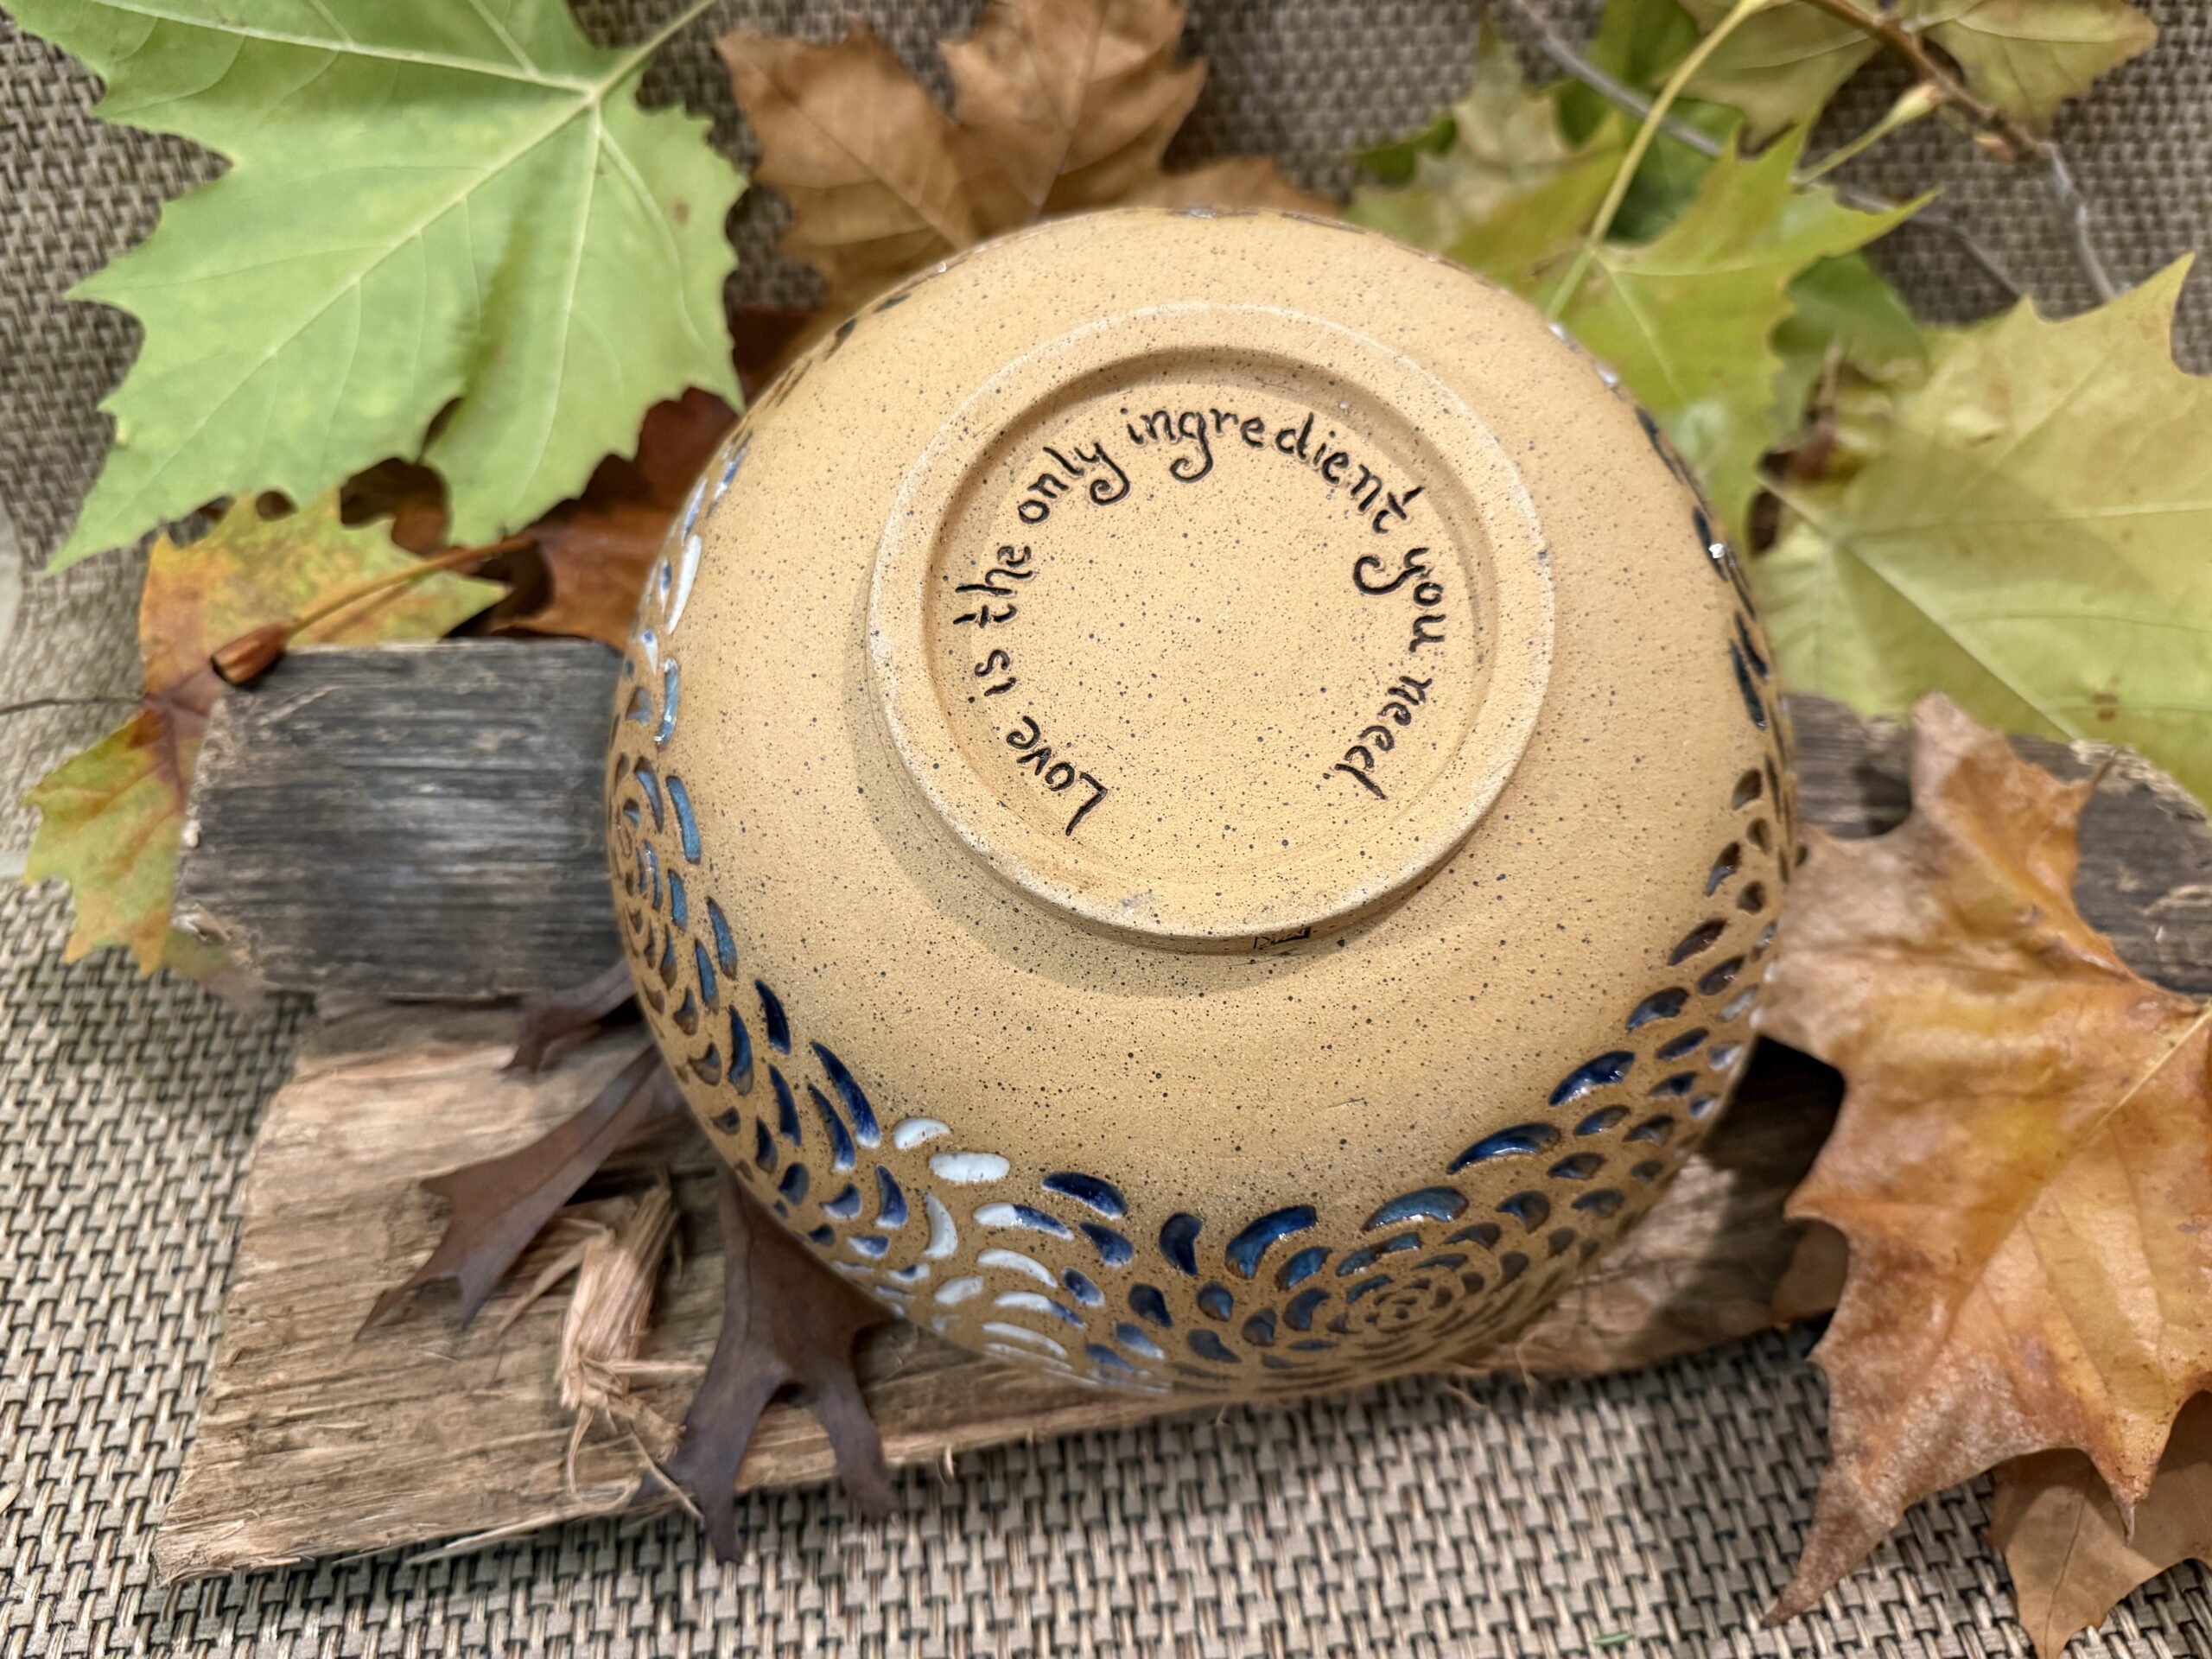 Love is the only ingredient you need.